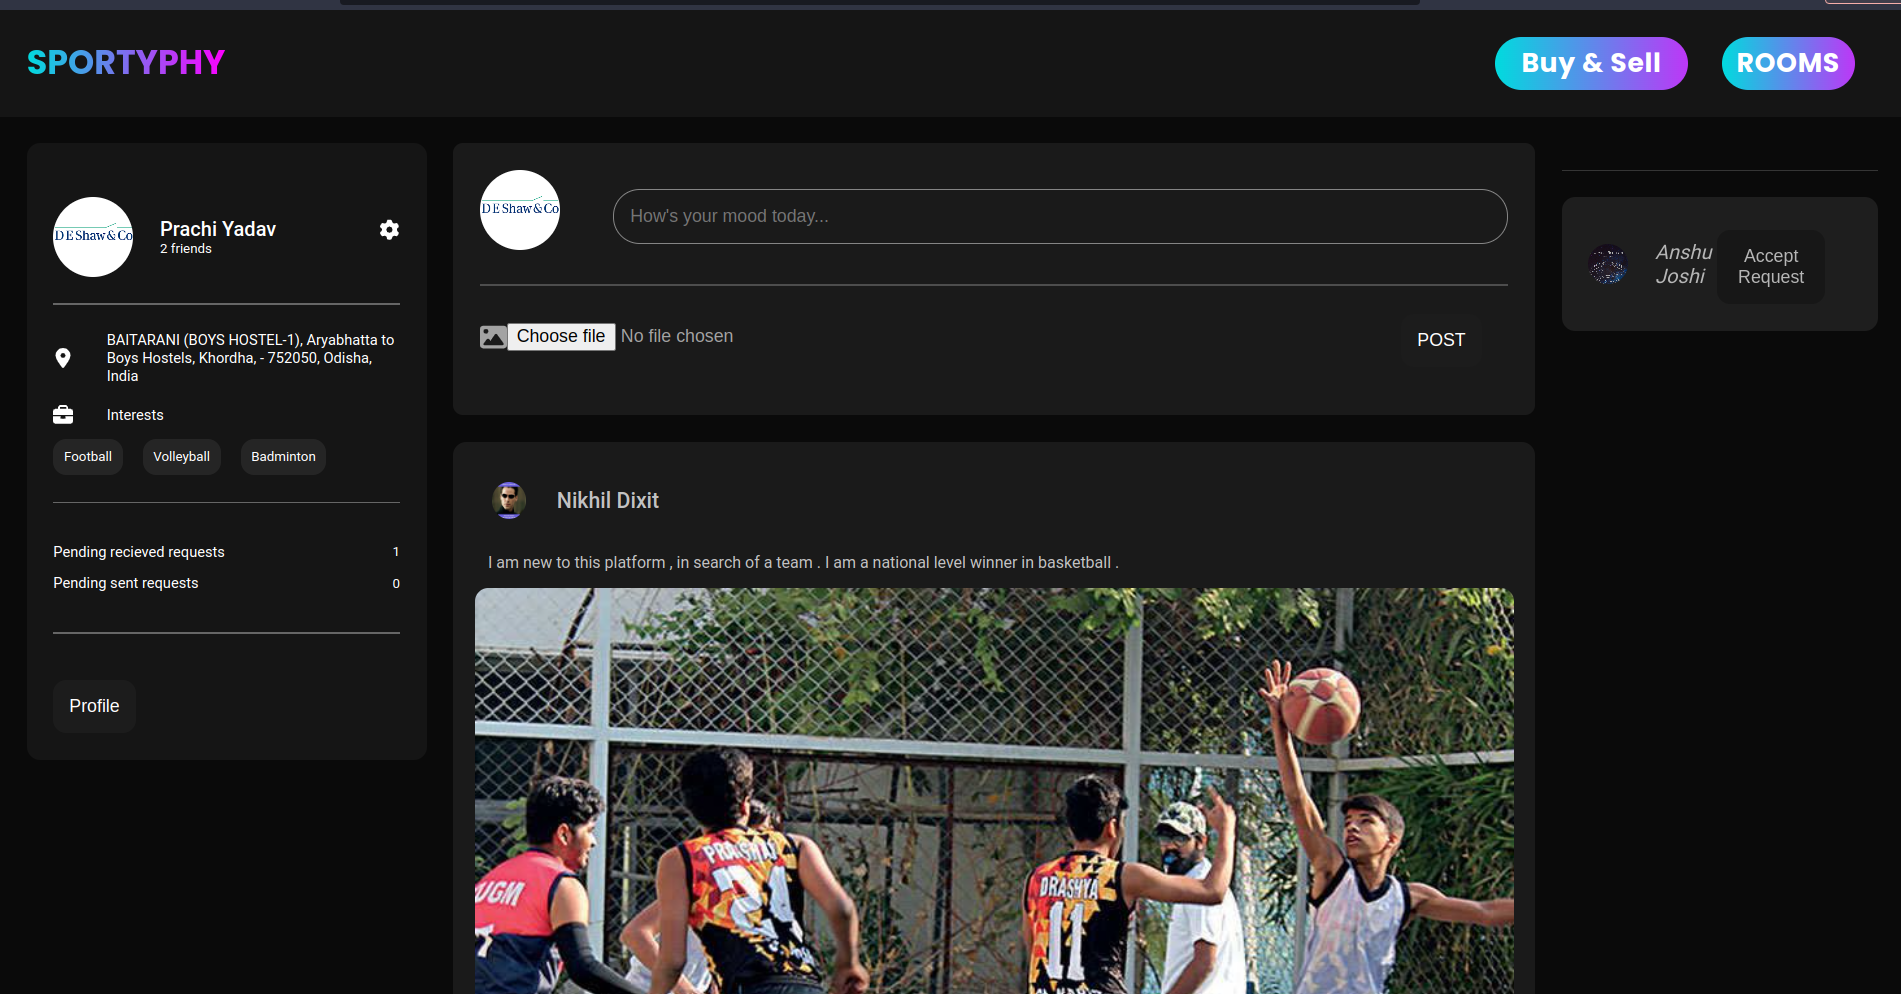 SPORTYPHY
Buy & Sell
ROOMS
DE Shaw & Co
Prachi Yadav
2 friends
BAITARANI (BOYS HOSTEL-1), Aryabhatta to
Boys Hostels, Khordha, - 752050, Odisha,
India
Interests
Football
Volleyball
Badminton
Pending recieved requests
1
Pending sent requests
0
Profile
DE Shaw & Co
How's your mood today...
Choose file
No file chosen
POST
Nikhil Dixit
I am new to this platform , in search of a team . I am a national level winner in basketball .
UGM
24
DRASHYA
11
Anshu
Joshi
Accept
Request